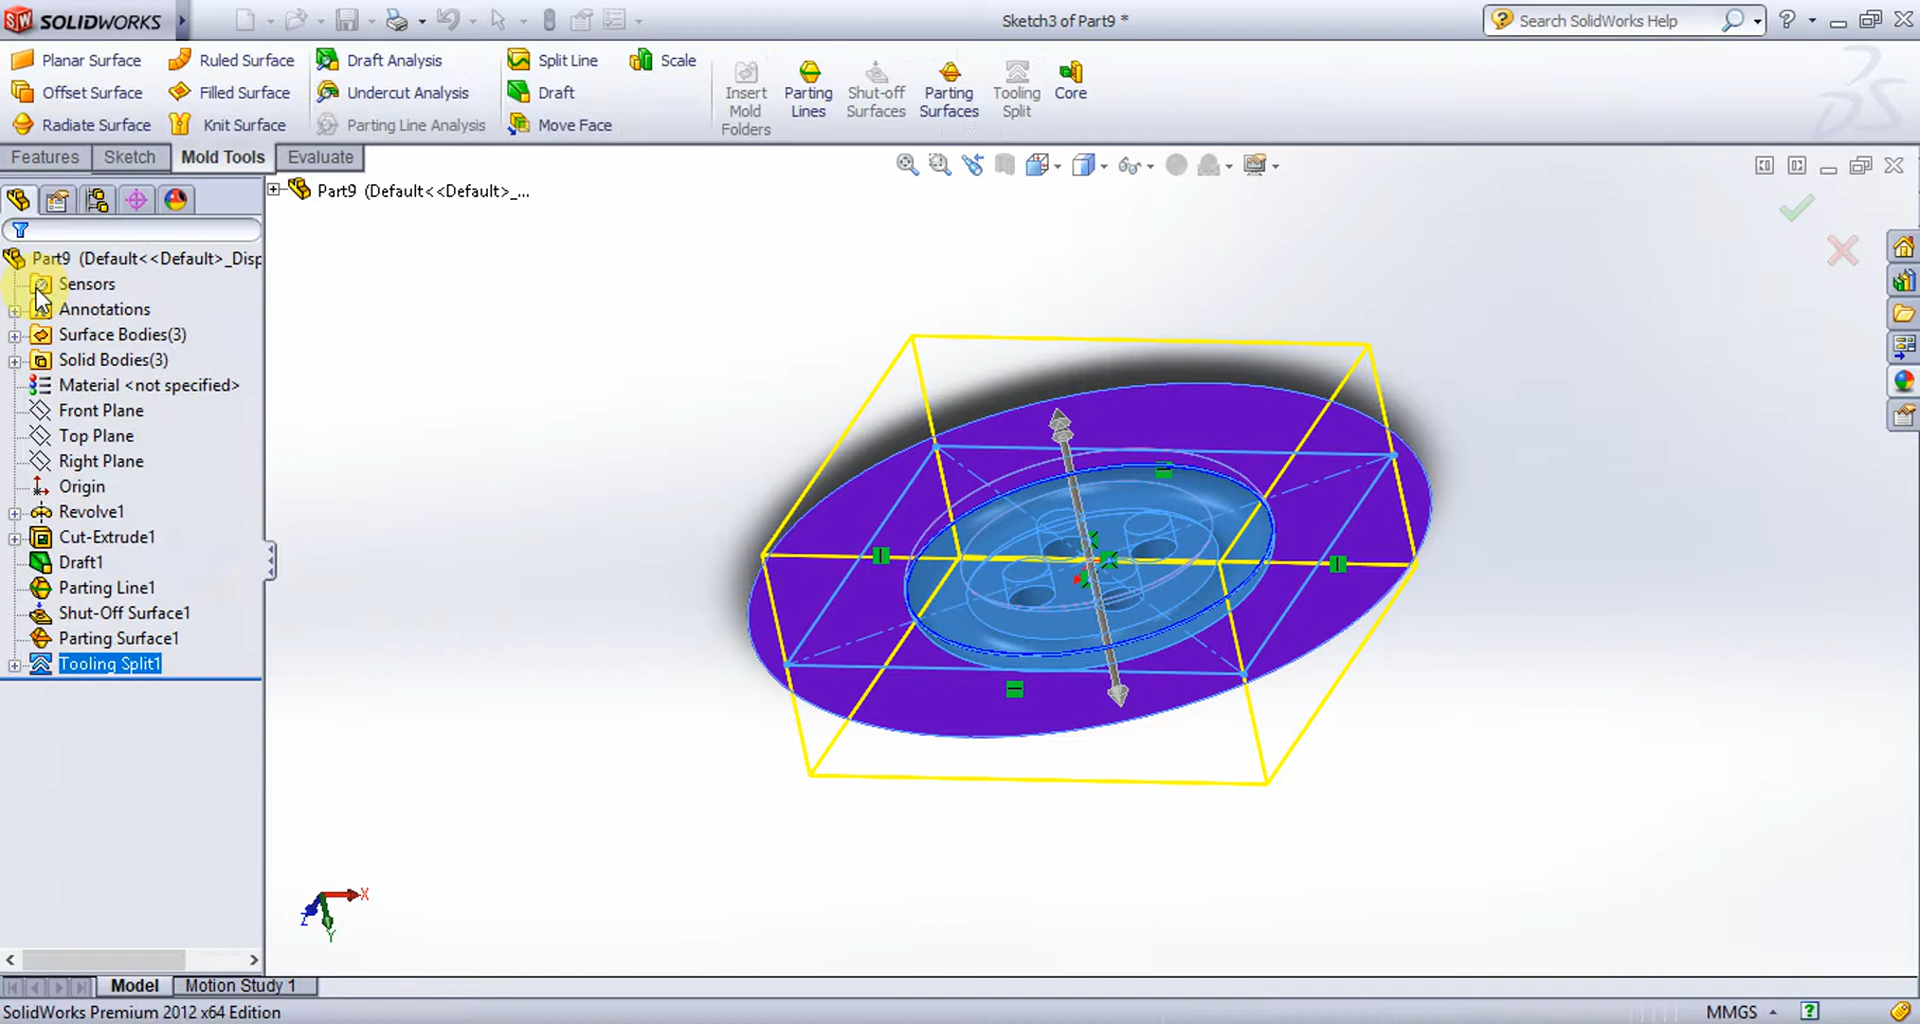 SOLIDWORKS
Sketch3 of Part9 *
Search SolidWorks Help
Planar Surface
Ruled Surface
Draft Analysis
Split Line
Scale
Offset Surface
Filled Surface
Undercut Analysis
Draft
Radiate Surface
Knit Surface
Parting Line Analysis
Move Face
Insert
Mold
Folders
Parting
Lines
Shut-off
Surfaces
Parting
Surfaces
Tooling
Split
Core
Features
Sketch
Mold Tools
Evaluate
Part9 (Default<<Default>_...
Part9 (Default<<Default>_Disp
Sensors
Annotations
Surface Bodies(3)
Solid Bodies(3)
Material <not specified>
Front Plane
Top Plane
Right Plane
Origin
Revolve1
Cut-Extrude1
Draft1
Parting Line1
Shut-Off Surface1
Parting Surface1
Tooling Split1
X
Z
Y
Model
Motion Study 1
SolidWorks Premium 2012 x64 Edition
MMGS